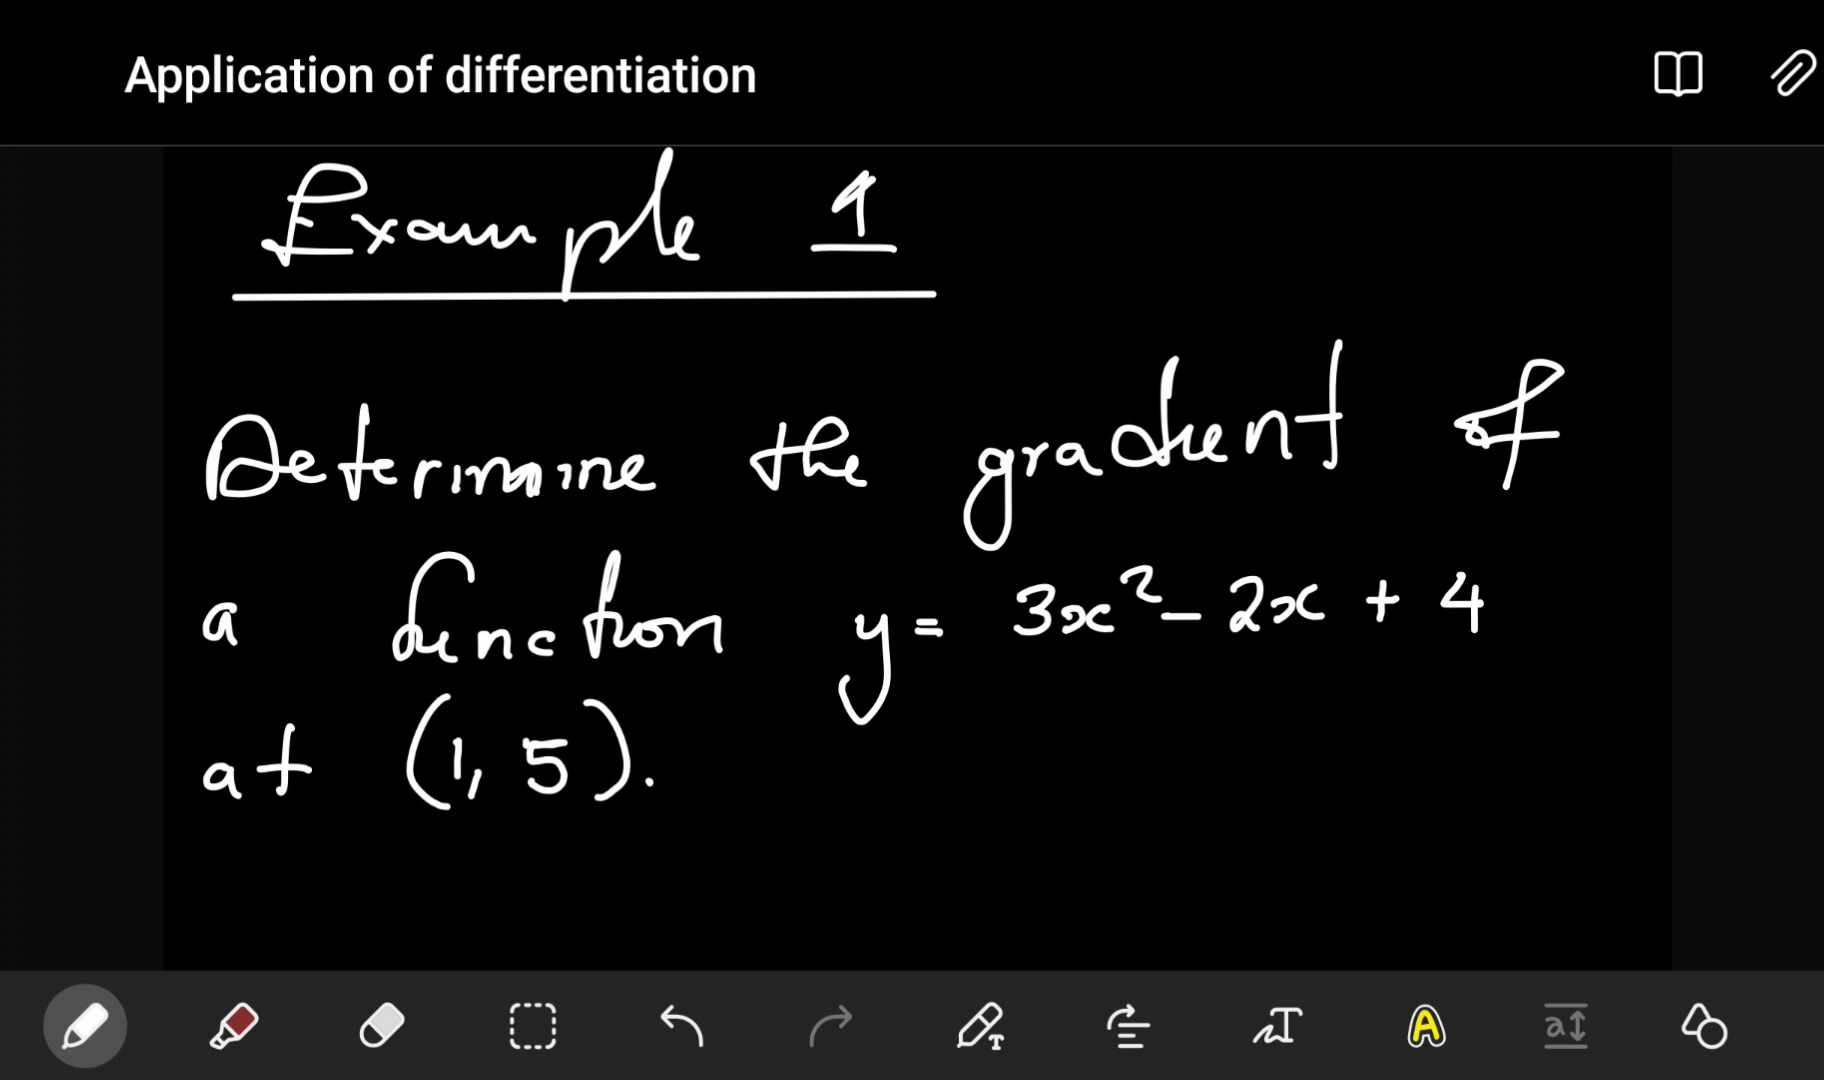 Application of differentiation
Example 1
Determine the gradient of
a function y = 3x² - 2x + 4
at (1, 5).